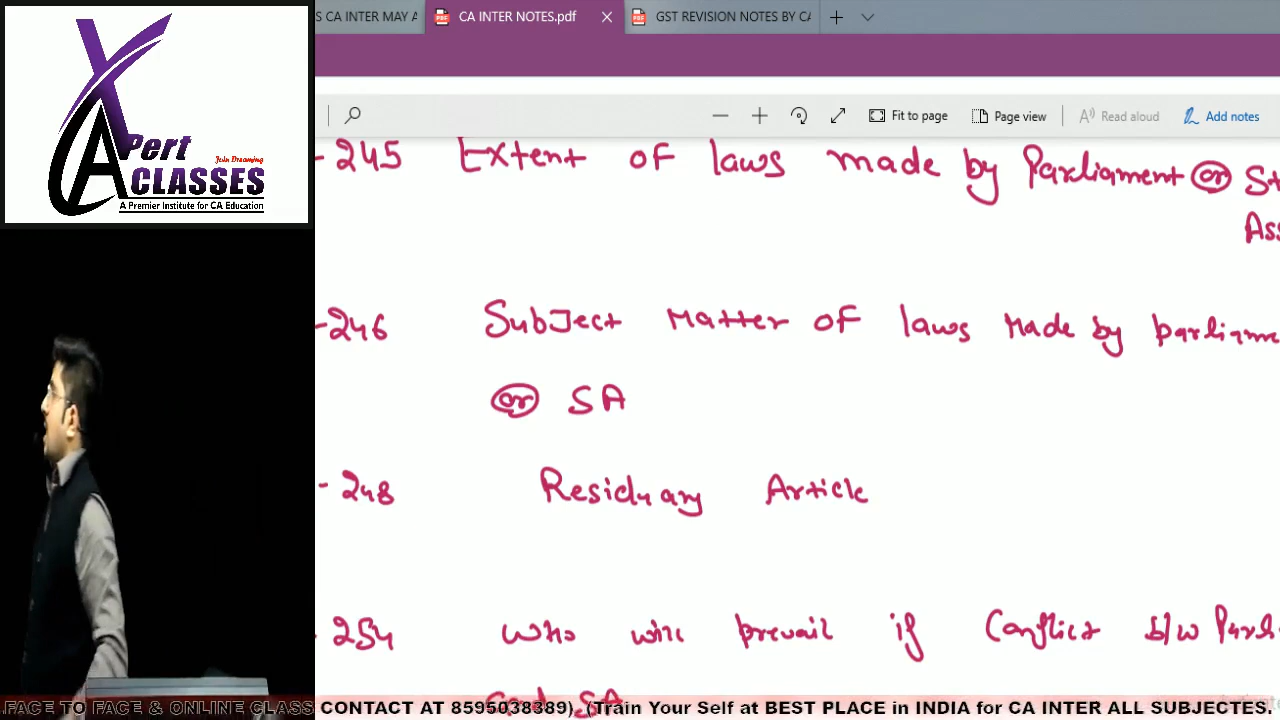 S CA INTER MAY A
CA INTER NOTES.pdf
GST REVISION NOTES BY CA
Fit to page
Page view
Read aloud
Add notes
XPert
Join Dreaming
CA CLASSES
A Premier Institute for CA Education
-245 Extent of laws made by Parliament or St
Ass
-246 Subject Matter of laws Made by parliame
or SA
-248 Residuary Article
-254 Who will prevail if Conflict b/w Parli
and SA
.FACE TO FACE & ONLINE CLASS CONTACT AT 8595038389), (Train Your Self at BEST PLACE in INDIA for CA INTER ALL SUBJECTES.